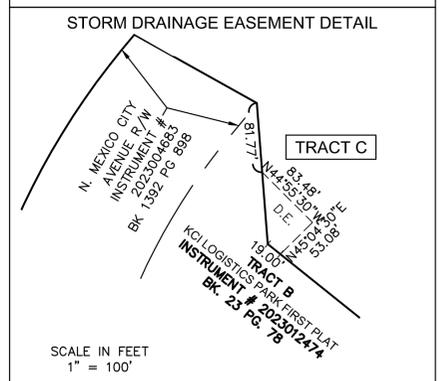 STORM DRAINAGE EASEMENT DETAIL
N. MEXICO CITY
AVENUE R/W
INSTRUMENT #
2023004683
BK 1392 PG 898
81.77'
TRACT C
83.48'
N44°55'30"W
D.E.
N45°04'30"E
53.08'
19.00'
TRACT B
KCI LOGISTICS PARK FIRST PLAT
INSTRUMENT # 2023012474
BK. 23 PG. 78
SCALE IN FEET
1" = 100'